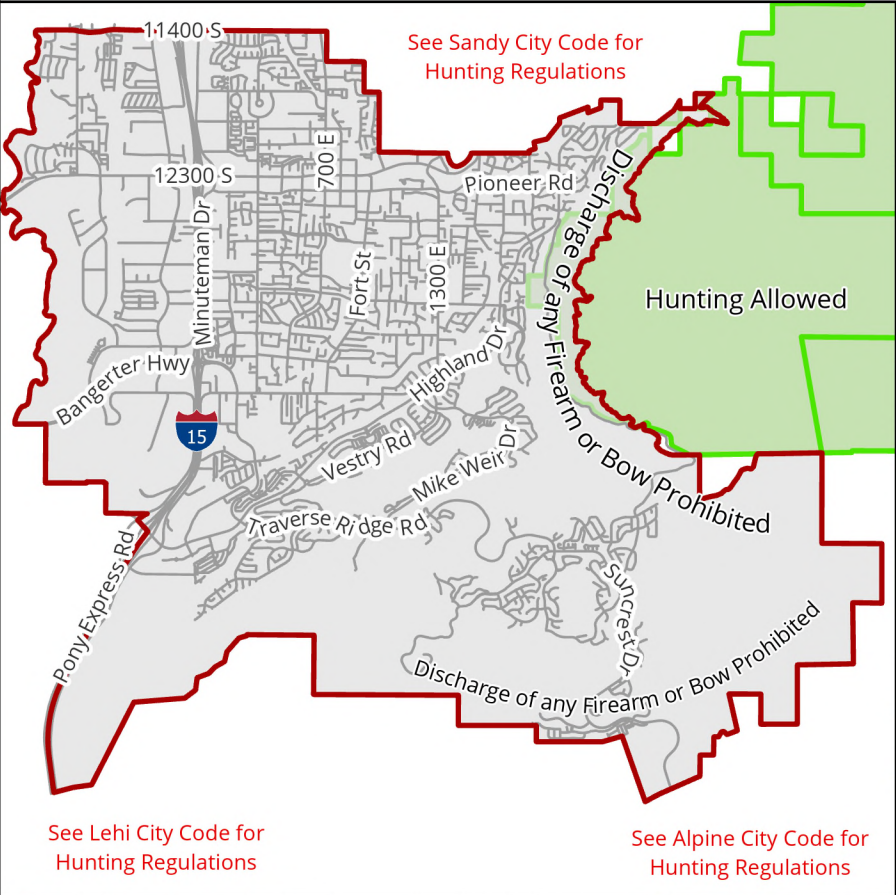 11400 S
See Sandy City Code for
Hunting Regulations
12300 S
700 E
Pioneer Rd
Minuteman Dr
Fort St
1300 E
Hunting Allowed
Discharge of any Firearm or Bow Prohibited
Bangerter Hwy
Highland Dr
15
Vestry Rd
Mike Weir Dr
Traverse Ridge Rd
Pony Express Rd
Suncrest Dr
Discharge of any Firearm or Bow Prohibited
See Lehi City Code for
Hunting Regulations
See Alpine City Code for
Hunting Regulations